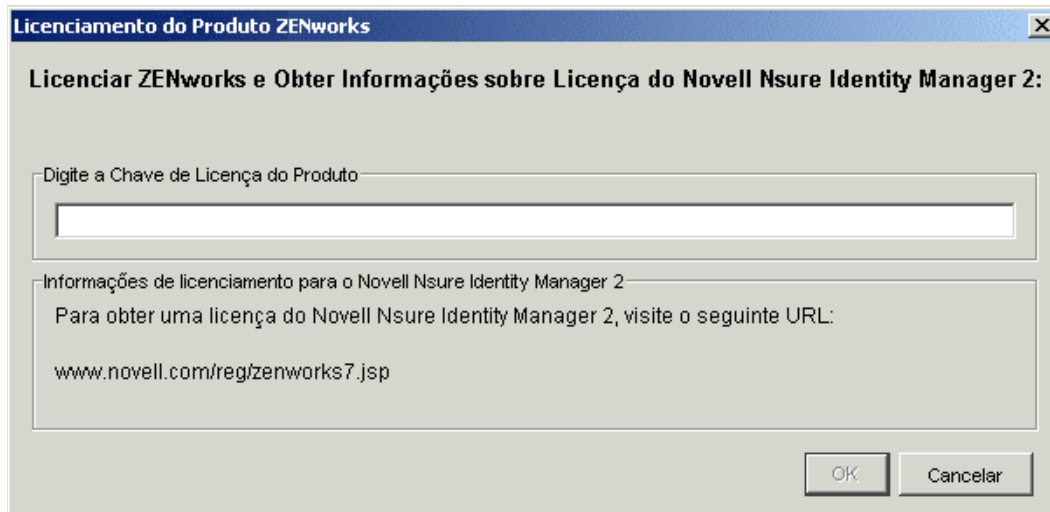 Licenciamento do Produto ZENworks
Licenciar ZENworks e Obter Informações sobre Licença do Novell Nsure Identity Manager 2:
Digite a Chave de Licença do Produto
Informações de licenciamento para o Novell Nsure Identity Manager 2
Para obter uma licença do Novell Nsure Identity Manager 2, visite o seguinte URL:
www.novell.com/reg/zenworks7.jsp
OK Cancelar